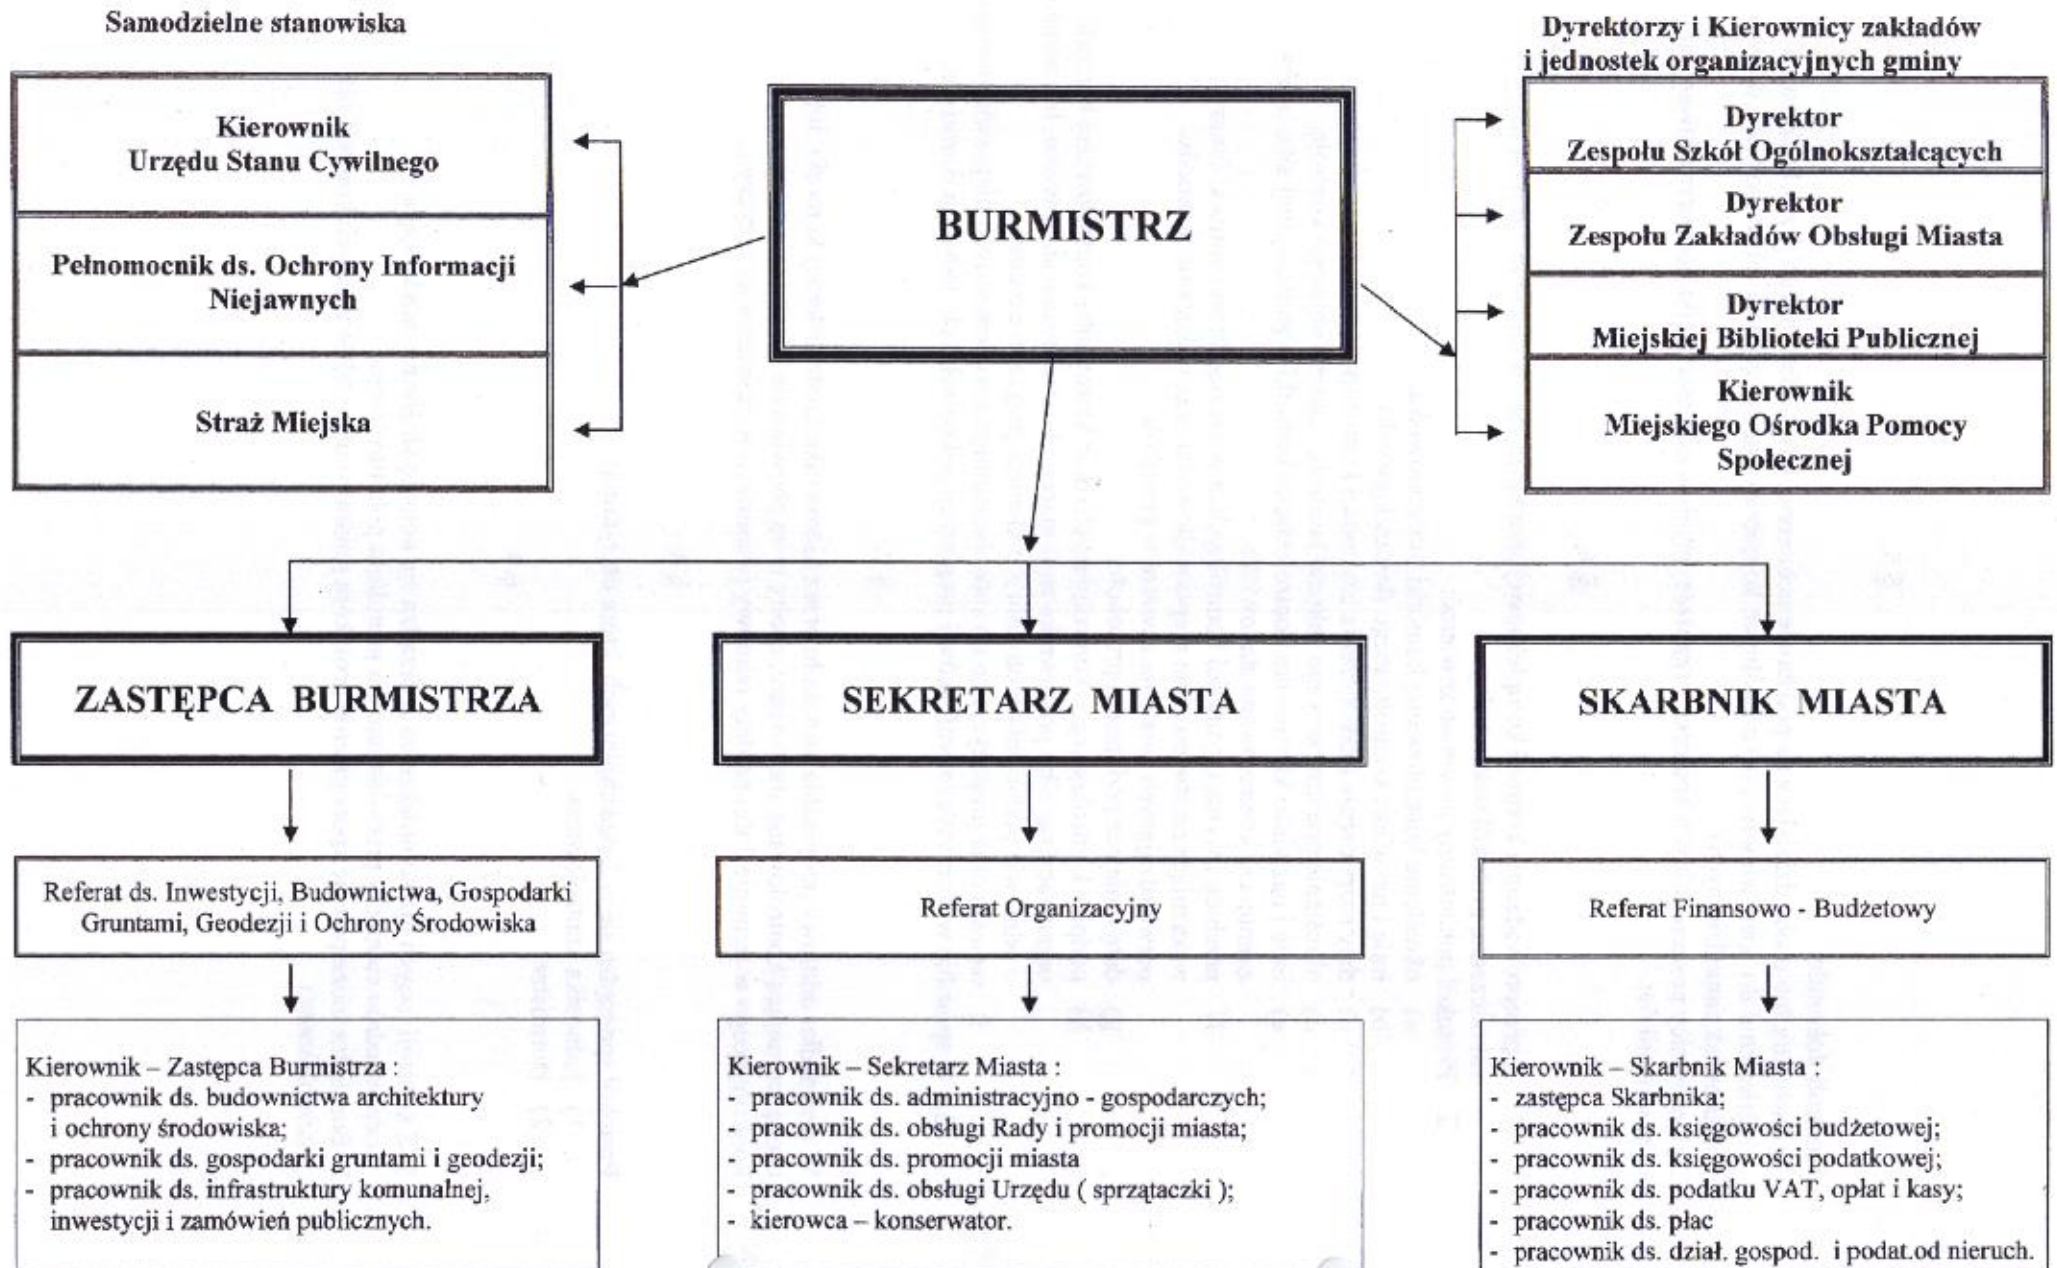 Samodzielne stanowiska
Kierownik
Urzędu Stanu Cywilnego
Pełnomocnik ds. Ochrony Informacji
Niejawnych
Straż Miejska
BURMISTRZ
Dyrektorzy i Kierownicy zakładów
i jednostek organizacyjnych gminy
Dyrektor
Zespołu Szkół Ogólnokształcących
Dyrektor
Zespołu Zakładów Obsługi Miasta
Dyrektor
Miejskiej Biblioteki Publicznej
Kierownik
Miejskiego Ośrodka Pomocy
Społecznej
ZASTĘPCA BURMISTRZA
Referat ds. Inwestycji, Budownictwa, Gospodarki
Gruntami, Geodezji i Ochrony Środowiska
Kierownik – Zastępca Burmistrza :
- pracownik ds. budownictwa architektury
i ochrony środowiska;
- pracownik ds. gospodarki gruntami i geodezji;
- pracownik ds. infrastruktury komunalnej,
inwestycji i zamówień publicznych.
SEKRETARZ MIASTA
Referat Organizacyjny
Kierownik – Sekretarz Miasta :
- pracownik ds. administracyjno - gospodarczych;
- pracownik ds. obsługi Rady i promocji miasta;
- pracownik ds. promocji miasta
- pracownik ds. obsługi Urzędu ( sprzątaczki );
- kierowca – konserwator.
SKARBNIK MIASTA
Referat Finansowo - Budżetowy
Kierownik – Skarbnik Miasta :
- zastępca Skarbnika;
- pracownik ds. księgowości budżetowej;
- pracownik ds. księgowości podatkowej;
- pracownik ds. podatku VAT, opłat i kasy;
- pracownik ds. płac
- pracownik ds. dział. gospod. i podat.od nieruch.